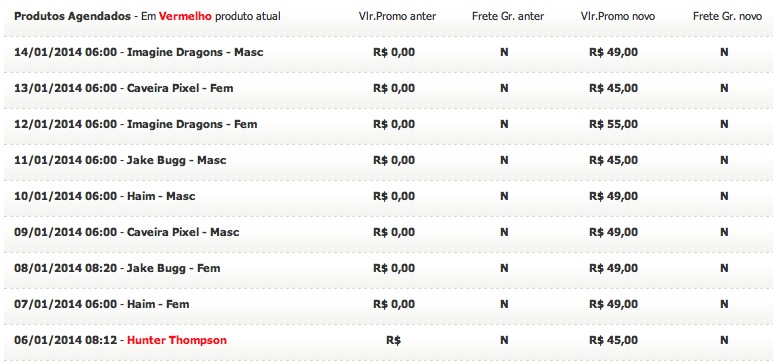 Produtos Agendados - Em Vermelho produto atual Vlr.Promo anter Frete Gr. anter Vlr.Promo novo Frete Gr. novo
14/01/2014 06:00 - Imagine Dragons - Masc R$ 0,00 N R$ 49,00 N
13/01/2014 06:00 - Caveira Pixel - Fem R$ 0,00 N R$ 45,00 N
12/01/2014 06:00 - Imagine Dragons - Fem R$ 0,00 N R$ 55,00 N
11/01/2014 06:00 - Jake Bugg - Masc R$ 0,00 N R$ 45,00 N
10/01/2014 06:00 - Haim - Masc R$ 0,00 N R$ 49,00 N
09/01/2014 06:00 - Caveira Pixel - Masc R$ 0,00 N R$ 49,00 N
08/01/2014 08:20 - Jake Bugg - Fem R$ 0,00 N R$ 49,00 N
07/01/2014 06:00 - Haim - Fem R$ 0,00 N R$ 49,00 N
06/01/2014 08:12 - Hunter Thompson R$ N R$ 45,00 N